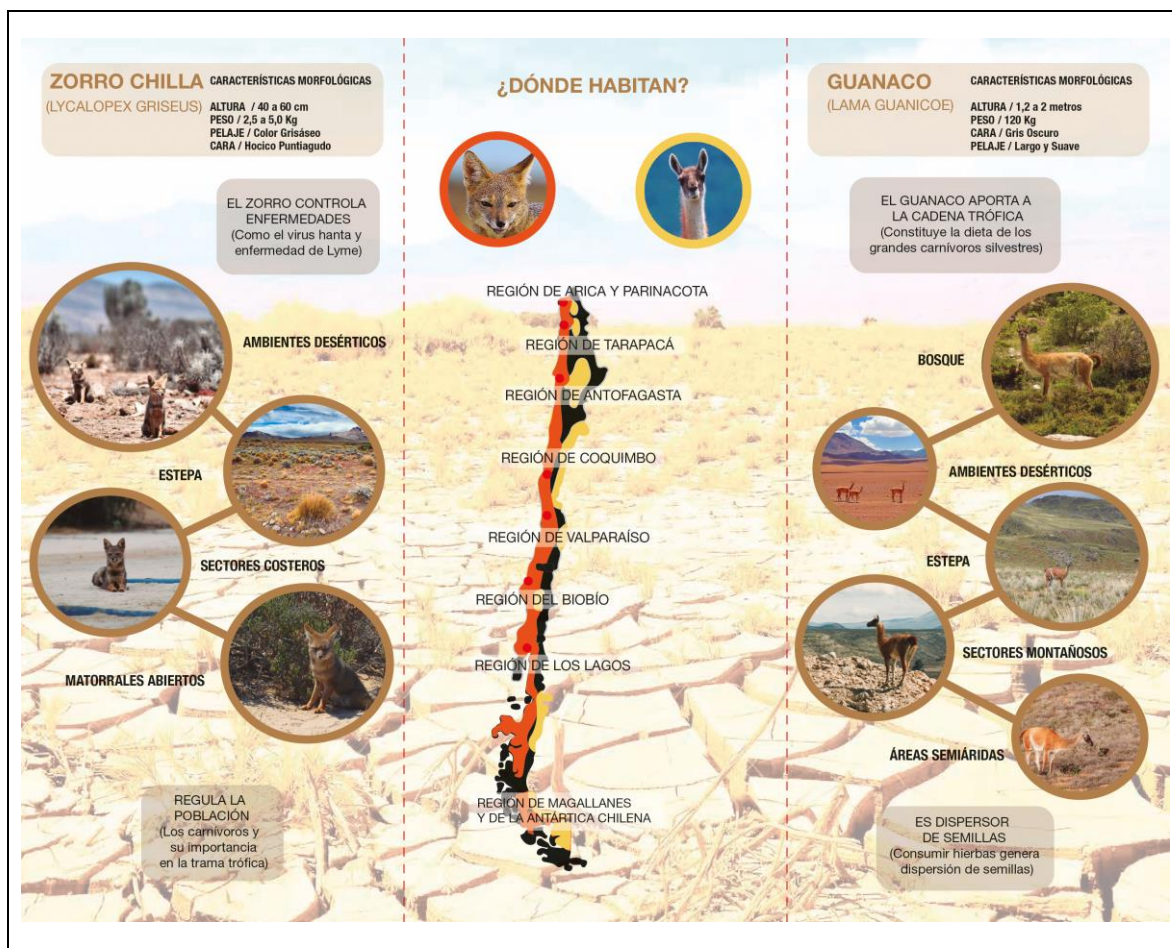 ZORRO CHILLA
(LYCALOPEX GRISEUS)
CARACTERÍSTICAS MORFOLÓGICAS
ALTURA / 40 a 60 cm
PESO / 2,5 a 5,0 Kg
PELAJE / Color Grisáseo
CARA / Hocico Puntiagudo
EL ZORRO CONTROLA
ENFERMEDADES
(Como el virus hanta y
enfermedad de Lyme)
AMBIENTES DESÉRTICOS
ESTEPA
SECTORES COSTEROS
MATORRALES ABIERTOS
REGULA LA
POBLACIÓN
(Los carnívoros y
su importancia
en la trama trófica)
¿DÓNDE HABITAN?
REGIÓN DE ARICA Y PARINACOTA
REGIÓN DE TARAPACÁ
REGIÓN DE ANTOFAGASTA
REGIÓN DE COQUIMBO
REGIÓN DE VALPARAÍSO
REGIÓN DEL BIOBÍO
REGIÓN DE LOS LAGOS
REGIÓN DE MAGALLANES
Y DE LA ANTÁRTICA CHILENA
GUANACO
(LAMA GUANICOE)
CARACTERÍSTICAS MORFOLÓGICAS
ALTURA / 1,2 a 2 metros
PESO / 120 Kg
CARA / Gris Oscuro
PELAJE / Largo y Suave
EL GUANACO APORTA A
LA CADENA TRÓFICA
(Constituye la dieta de los
grandes carnívoros silvestres)
BOSQUE
AMBIENTES DESÉRTICOS
ESTEPA
SECTORES MONTAÑOSOS
ÁREAS SEMIÁRIDAS
ES DISPERSOR
DE SEMILLAS
(Consumir hierbas genera
dispersión de semillas)